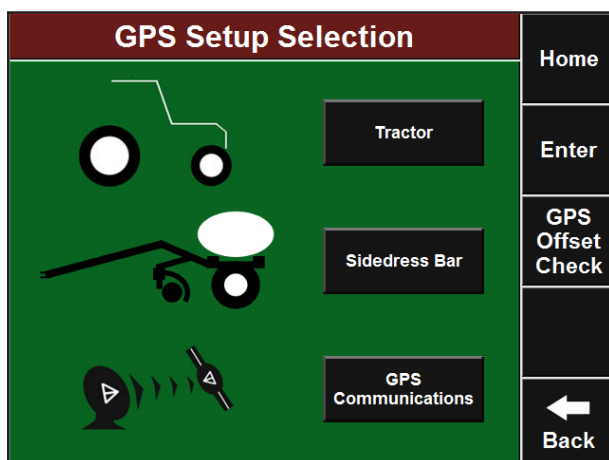 GPS Setup Selection
Home
Tractor
Enter
GPS
Offset
Check
Sidedress Bar
GPS
Communications
Back